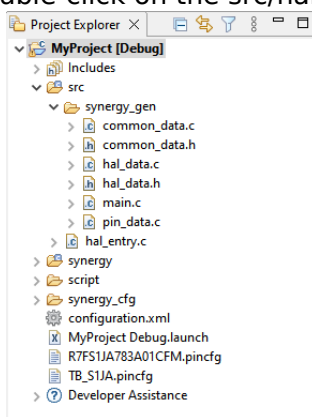 Project Explorer
MyProject [Debug]
Includes
src
synergy_gen
common_data.c
common_data.h
hal_data.c
hal_data.h
main.c
pin_data.c
hal_entry.c
synergy
script
synergy_cfg
configuration.xml
MyProject Debug.launch
R7FS1JA783A01CFM.pincfg
TB_S1JA.pincfg
Developer Assistance